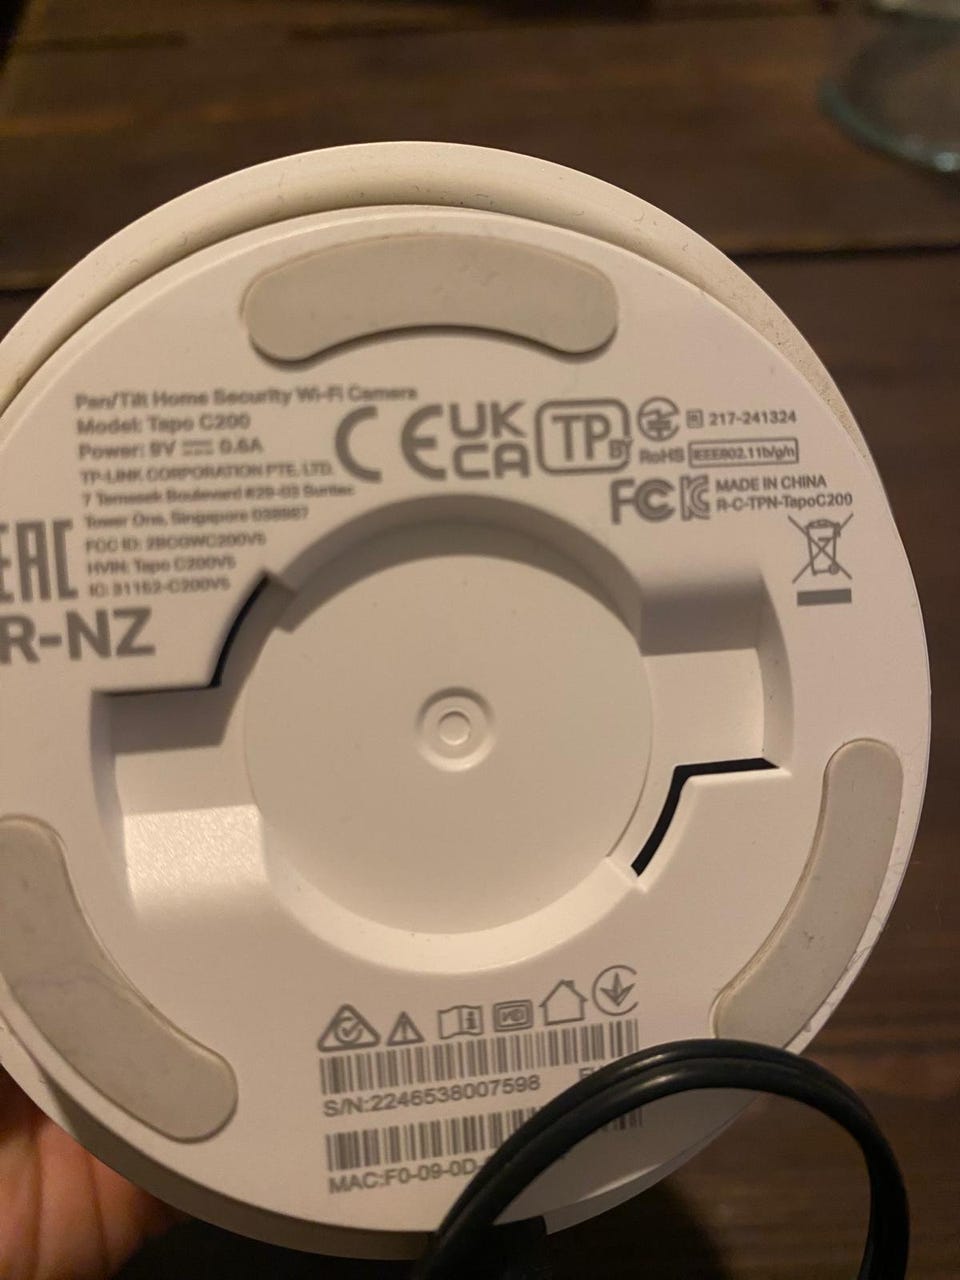 Pan/Tilt Home Security Wi-Fi Camera
Model: Tapo C200
Power: 9V 0.6A
TP-LINK CORPORATION PTE. LTD.
7 Temasek Boulevard #29-03 Suntec
Tower One, Singapore 038987
FCC ID: 2BCGWC200V5
HVIN: Tapo C200V5
IC: 31162-C200V5
EAC
R-NZ
CE
UK
CA
TP
BY
217-241324
RoHS
IEEE802.11b/g/n
FC
MADE IN CHINA
R-C-TPN-TapoC200
S/N:2246538007598
MAC:F0-09-0D